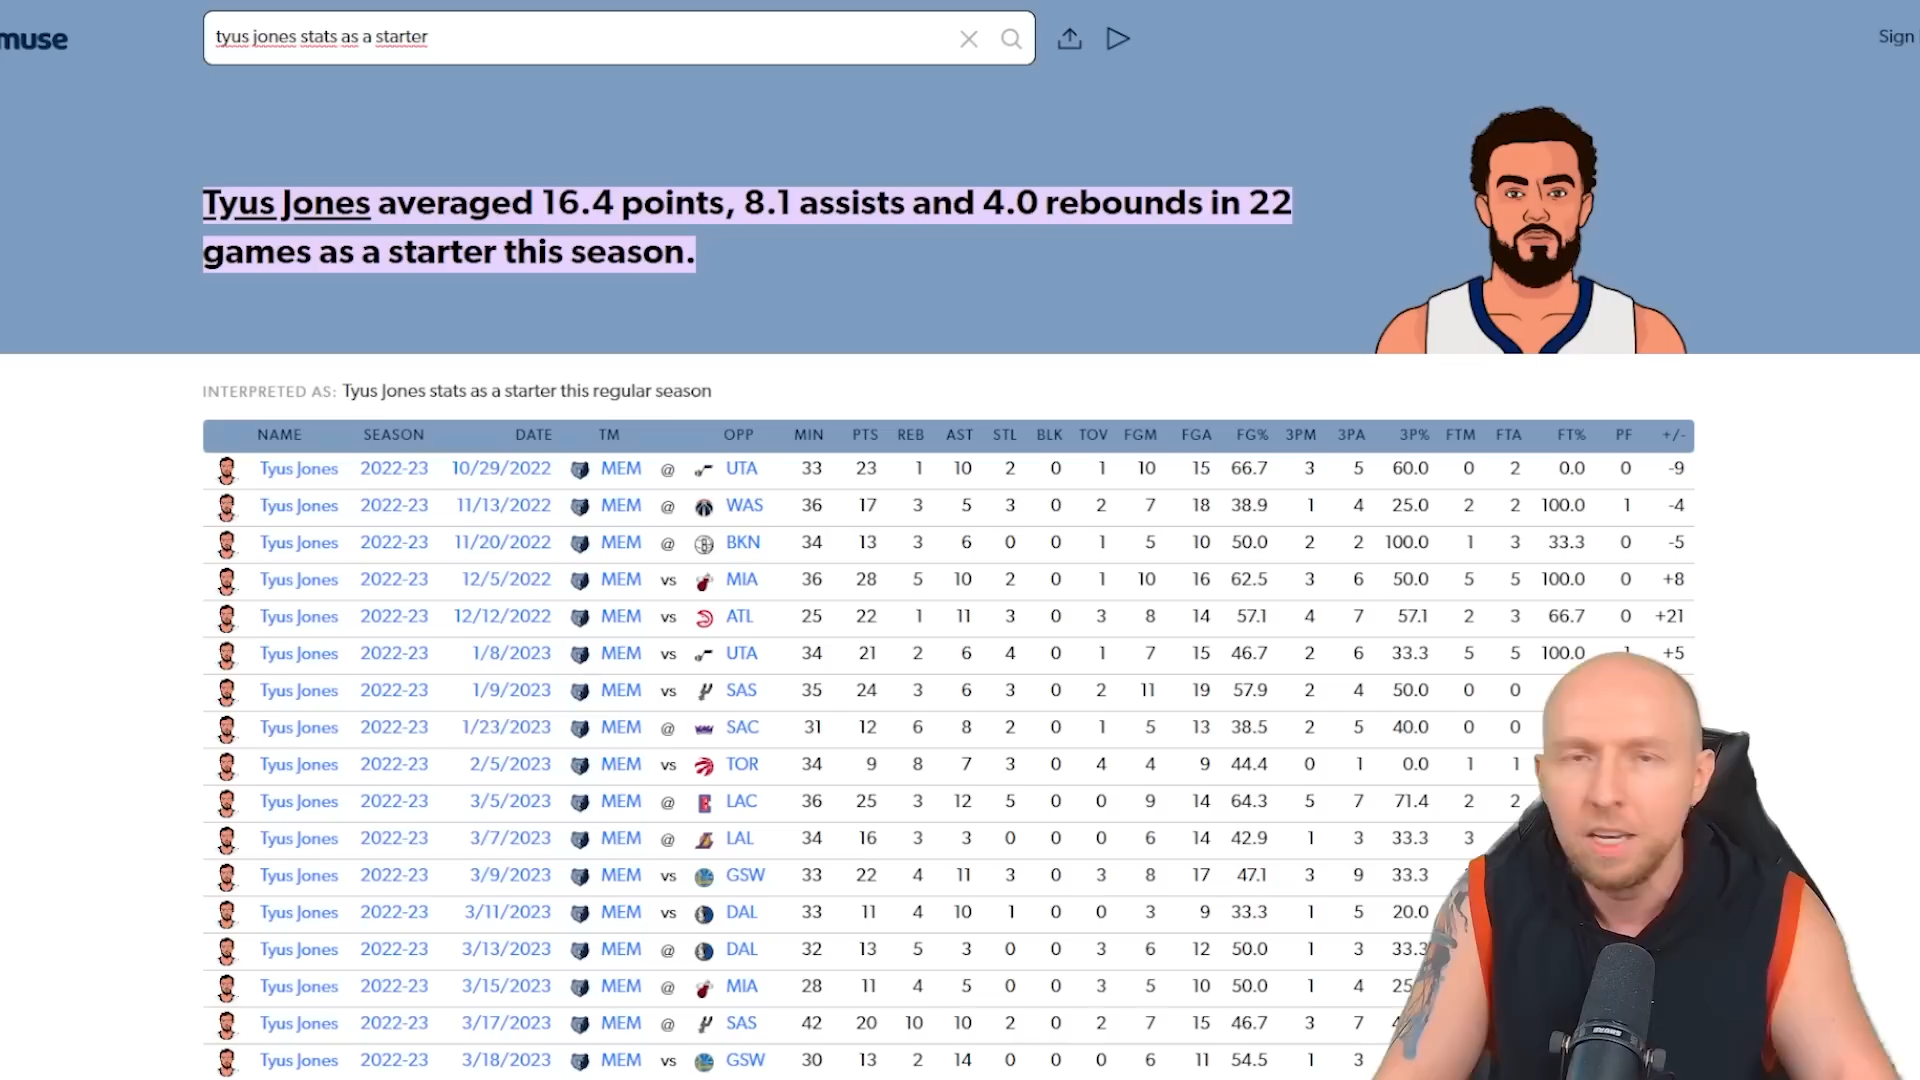 muse
tyus jones stats as a starter
Sign
Tyus Jones averaged 16.4 points, 8.1 assists and 4.0 rebounds in 22
games as a starter this season.
INTERPRETED AS: Tyus Jones stats as a starter this regular season
NAME SEASON DATE TM OPP MIN PTS REB AST STL BLK TOV FGM FGA FG% 3PM 3PA 3P% FTM FTA FT% PF +/-
Tyus Jones 2022-23 10/29/2022 MEM @ UTA 33 23 1 10 2 0 1 10 15 66.7 3 5 60.0 0 2 0.0 0 -9
Tyus Jones 2022-23 11/13/2022 MEM @ WAS 36 17 3 5 3 0 2 7 18 38.9 1 4 25.0 2 2 100.0 1 -4
Tyus Jones 2022-23 11/20/2022 MEM @ BKN 34 13 3 6 0 0 1 5 10 50.0 2 2 100.0 1 3 33.3 0 -5
Tyus Jones 2022-23 12/5/2022 MEM vs MIA 36 28 5 10 2 0 1 10 16 62.5 3 6 50.0 5 5 100.0 0 +8
Tyus Jones 2022-23 12/12/2022 MEM vs ATL 25 22 1 11 3 0 3 8 14 57.1 4 7 57.1 2 3 66.7 0 +21
Tyus Jones 2022-23 1/8/2023 MEM vs UTA 34 21 2 6 4 0 1 7 15 46.7 2 6 33.3 5 5 100.0 +5
Tyus Jones 2022-23 1/9/2023 MEM vs SAS 35 24 3 6 3 0 2 11 19 57.9 2 4 50.0 0 0
Tyus Jones 2022-23 1/23/2023 MEM @ SAC 31 12 6 8 2 0 1 5 13 38.5 2 5 40.0 0 0
Tyus Jones 2022-23 2/5/2023 MEM vs TOR 34 9 8 7 3 0 4 4 9 44.4 0 1 0.0 1 1
Tyus Jones 2022-23 3/5/2023 MEM @ LAC 36 25 3 12 5 0 0 9 14 64.3 5 7 71.4 2 2
Tyus Jones 2022-23 3/7/2023 MEM @ LAL 34 16 3 3 0 0 0 6 14 42.9 1 3 33.3 3
Tyus Jones 2022-23 3/9/2023 MEM vs GSW 33 22 4 11 3 0 3 8 17 47.1 3 9 33.3
Tyus Jones 2022-23 3/11/2023 MEM vs DAL 33 11 4 10 1 0 0 3 9 33.3 1 5 20.0
Tyus Jones 2022-23 3/13/2023 MEM @ DAL 32 13 5 3 0 0 3 6 12 50.0 1 3 33.3
Tyus Jones 2022-23 3/15/2023 MEM @ MIA 28 11 4 5 0 0 3 5 10 50.0 1 4 25
Tyus Jones 2022-23 3/17/2023 MEM @ SAS 42 20 10 10 2 0 2 7 15 46.7 3 7
Tyus Jones 2022-23 3/18/2023 MEM vs GSW 30 13 2 14 0 0 0 6 11 54.5 1 3